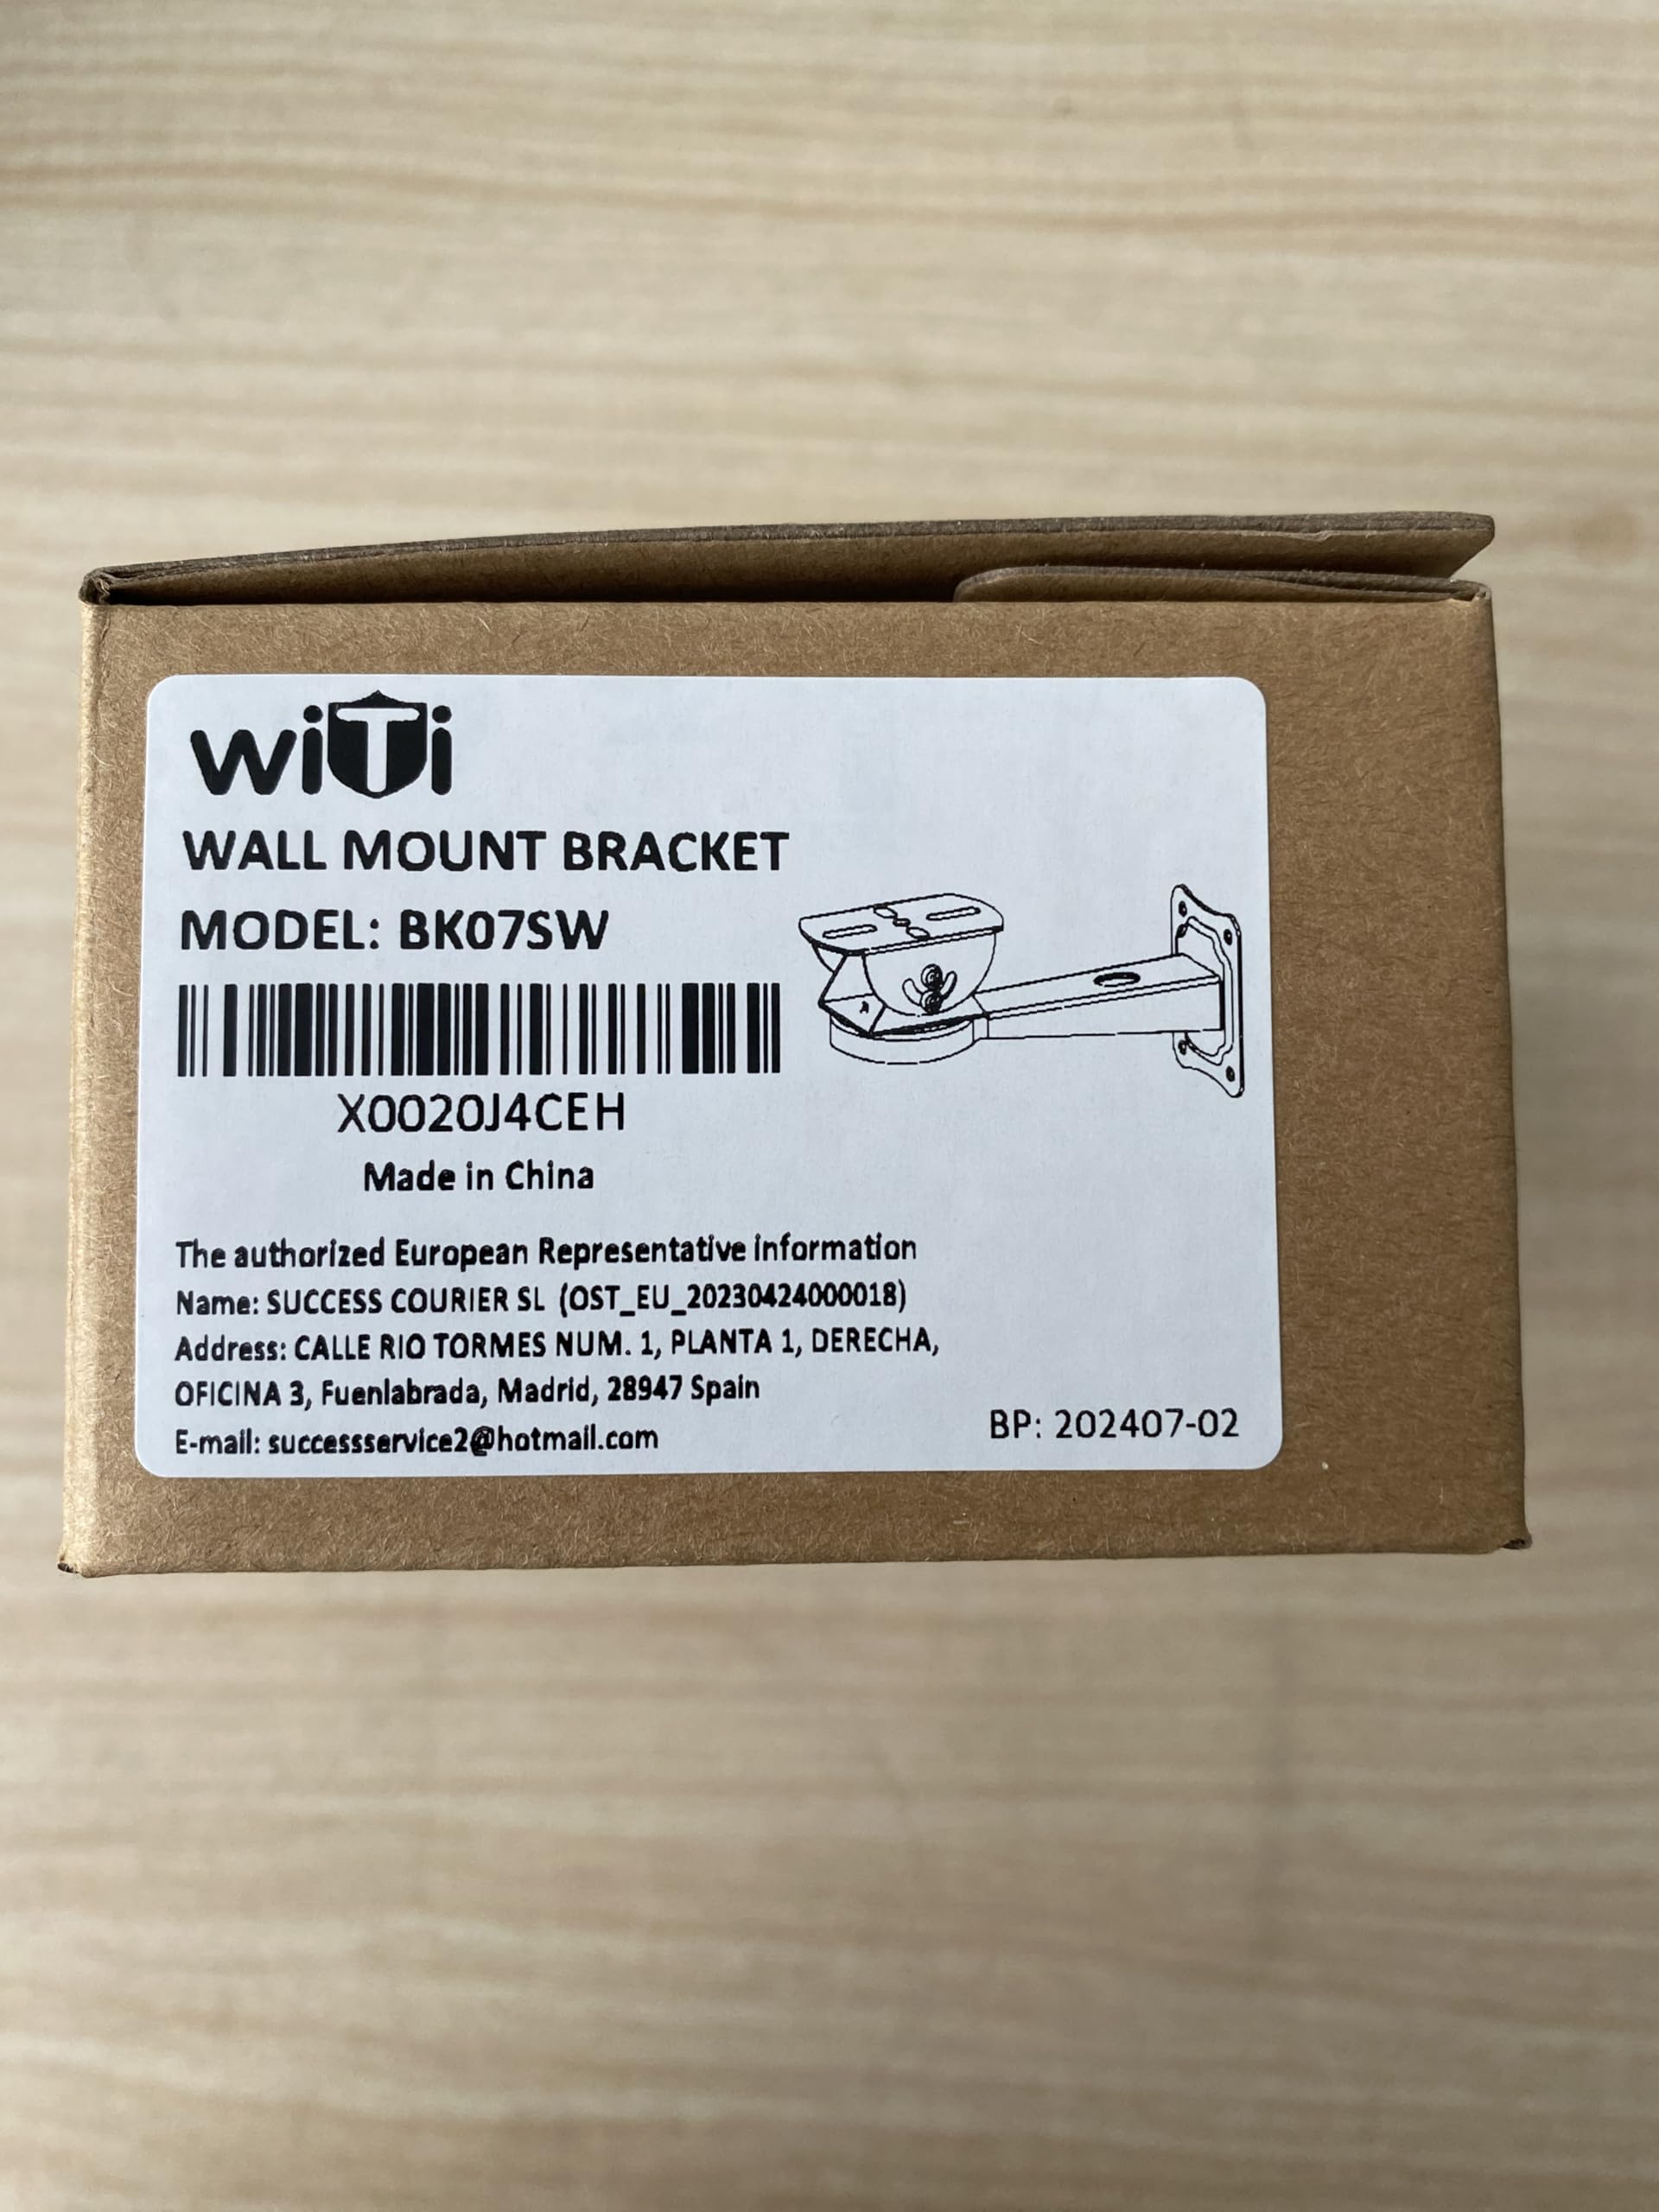 wiTi
WALL MOUNT BRACKET
MODEL: BK07SW
X0020J4CEH
Made in China
The authorized European Representative information
Name: SUCCESS COURIER SL (OST_EU_20230424000018)
Address: CALLE RIO TORMES NUM. 1, PLANTA 1, DERECHA,
OFICINA 3, Fuenlabrada, Madrid, 28947 Spain
E-mail: successservice2@hotmail.com
BP: 202407-02